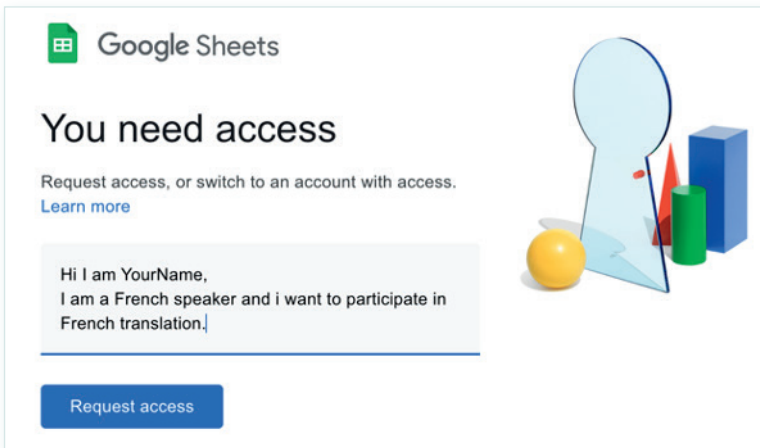 Google Sheets
You need access
Request access, or switch to an account with access.
Learn more
Hi I am YourName,
I am a French speaker and i want to participate in
French translation.
Request access